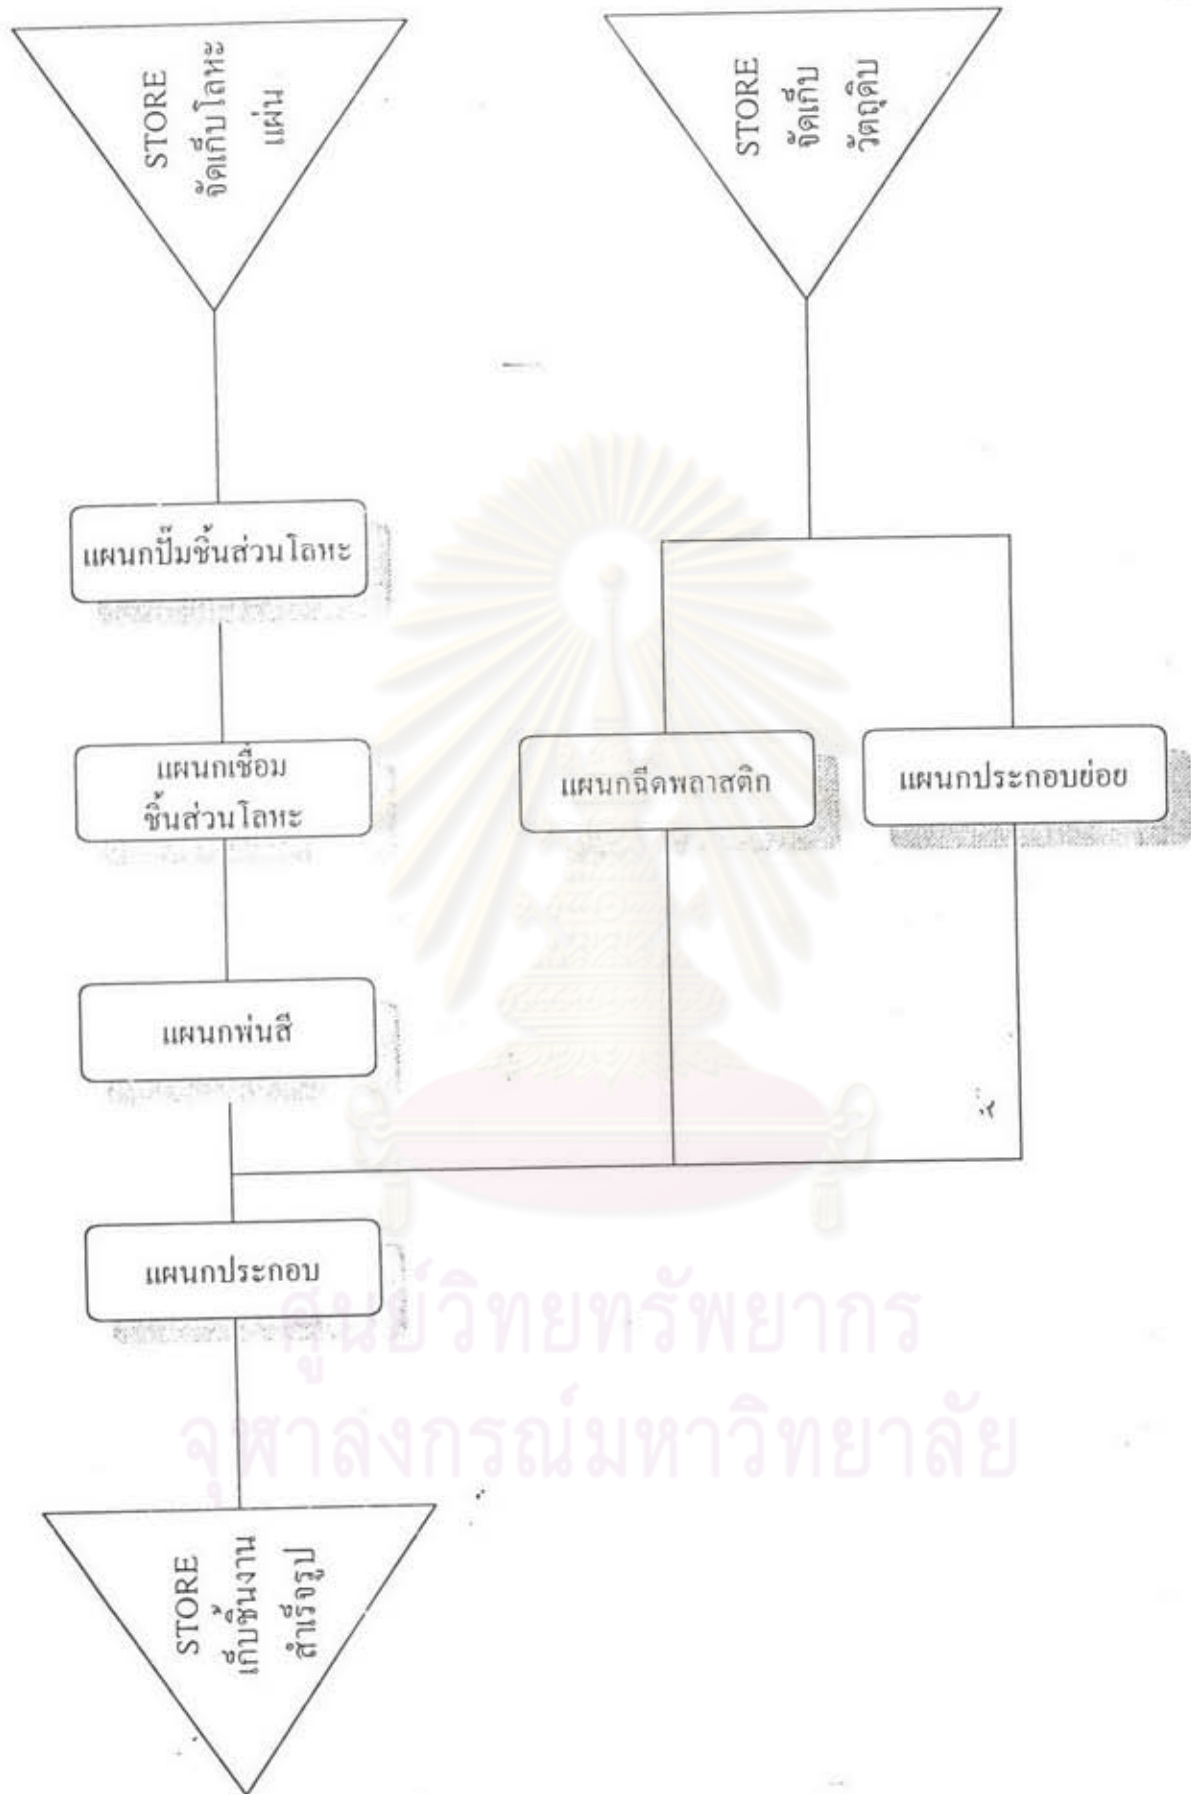 STORE
จัดเก็บโลหะ
แผ่น
STORE
จัดเก็บ
วัตถุดิบ
แผนกปั๊มชิ้นส่วนโลหะ
แผนกเชื่อม
ชิ้นส่วนโลหะ
แผนกฉีดพลาสติก
แผนกประกอบย่อย
แผนกพ่นสี
แผนกประกอบ
ศูนย์วิทยทรัพยากร
จุฬาลงกรณ์มหาวิทยาลัย
STORE
เก็บชิ้นงาน
สำเร็จรูป